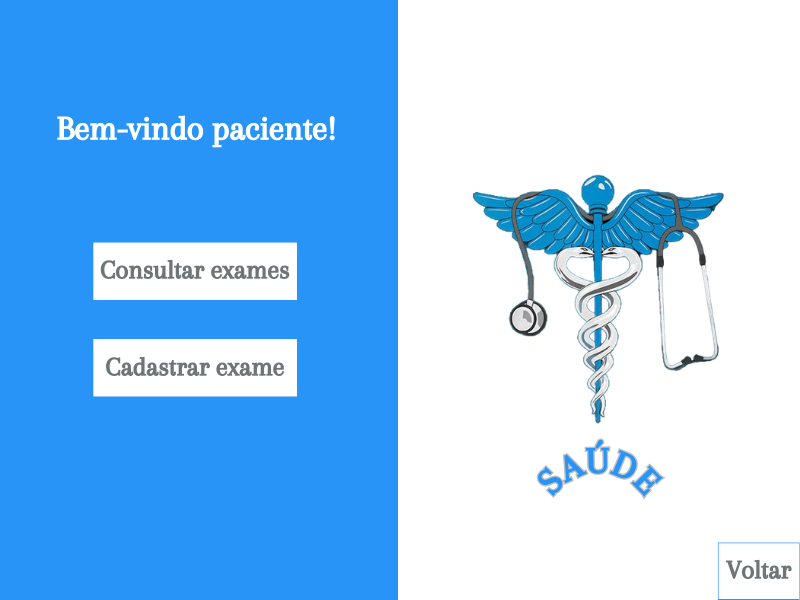 Bem-vindo paciente!
Consultar exames
Cadastrar exame
SAÚDE
Voltar